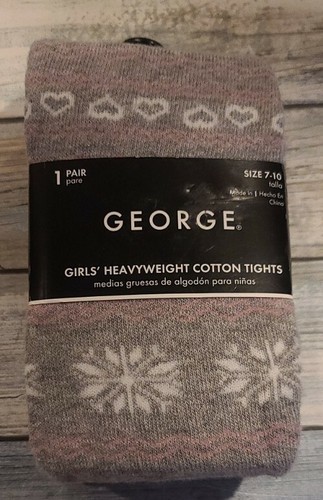 1 PAIR
pare
SIZE 7-10
talla
Made in | Hecho En
China
GEORGE®
GIRLS' HEAVYWEIGHT COTTON TIGHTS
medias gruesas de algodón para niñas